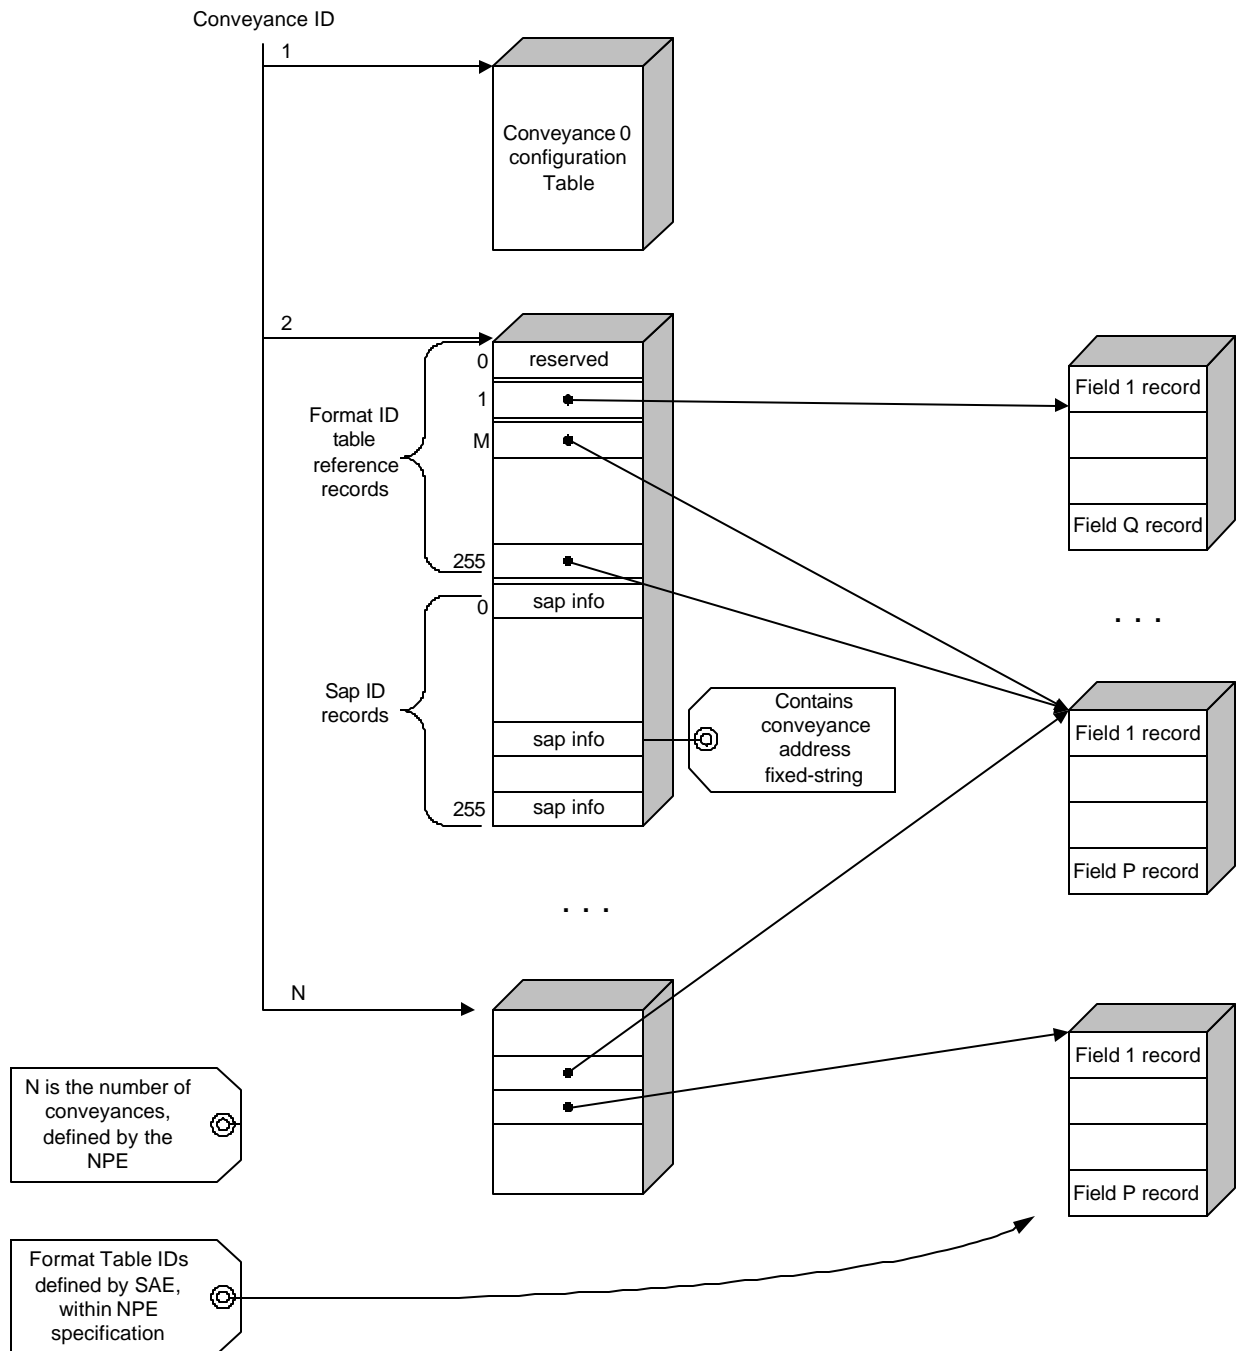 Conveyance ID
1
Conveyance 0
configuration
Table
2
0
reserved
1
M
Format ID
table
reference
records
255
0
sap info
Sap ID
records
sap info
255
sap info
Contains
conveyance
address
fixed-string
Field 1 record
Field Q record
. . .
Field 1 record
Field P record
. . .
N
Field 1 record
Field P record
N is the number of
conveyances,
defined by the
NPE
Format Table IDs
defined by SAE,
within NPE
specification